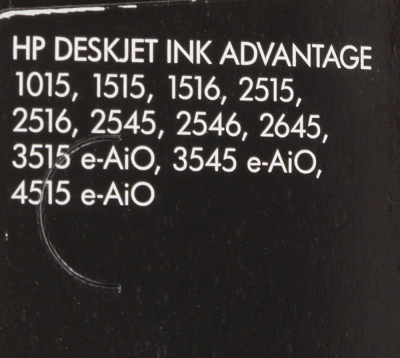 HP DESKJET INK ADVANTAGE
1015, 1515, 1516, 2515,
2516, 2545, 2546, 2645,
3515 e-AiO, 3545 e-AiO,
4515 e-AiO